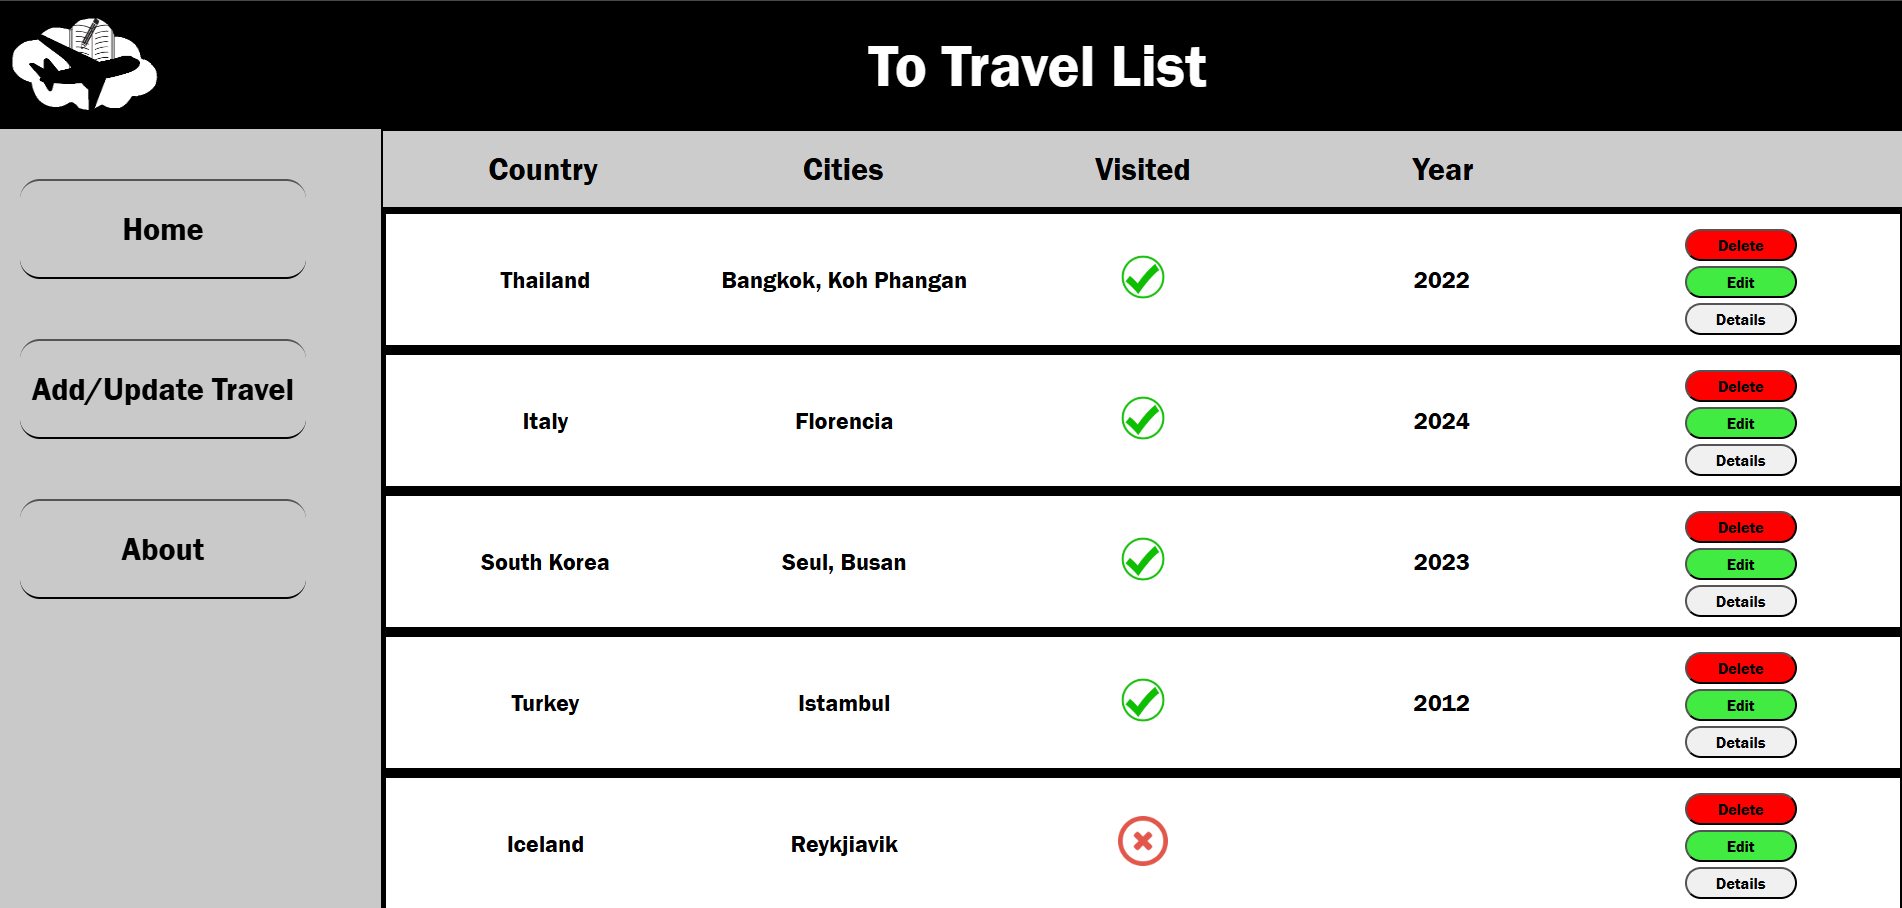 To Travel List
Home
Add/Update Travel
About
Country Cities Visited Year
Thailand Bangkok, Koh Phangan 2022
Delete
Edit
Details
Italy Florencia 2024
Delete
Edit
Details
South Korea Seul, Busan 2023
Delete
Edit
Details
Turkey Istambul 2012
Delete
Edit
Details
Iceland Reykjiavik
Delete
Edit
Details